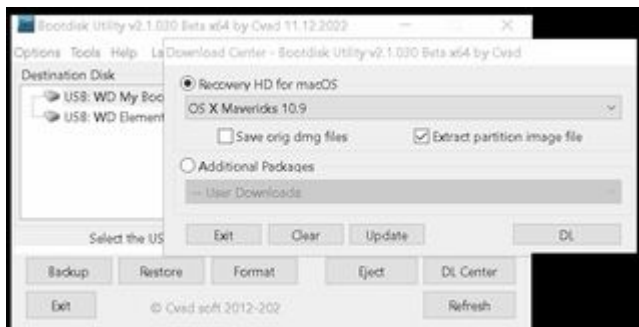 Bootdisk Utility v2.1.030 Beta x64 by Cvad 11.12.2022
Options Tools Help La
Download Center - Bootdisk Utility v2.1.030 Beta x64 by Cvad
Destination Disk
USB: WD My Boo
USB: WD Element
Recovery HD for macOS
OS X Mavericks 10.9
Save orig dmg files
Extract partition image file
Additional Packages
--- User Downloads
Exit Clear Update DL
Select the US
Backup Restore Format Eject DL Center
Exit © Cvad soft 2012-202 Refresh